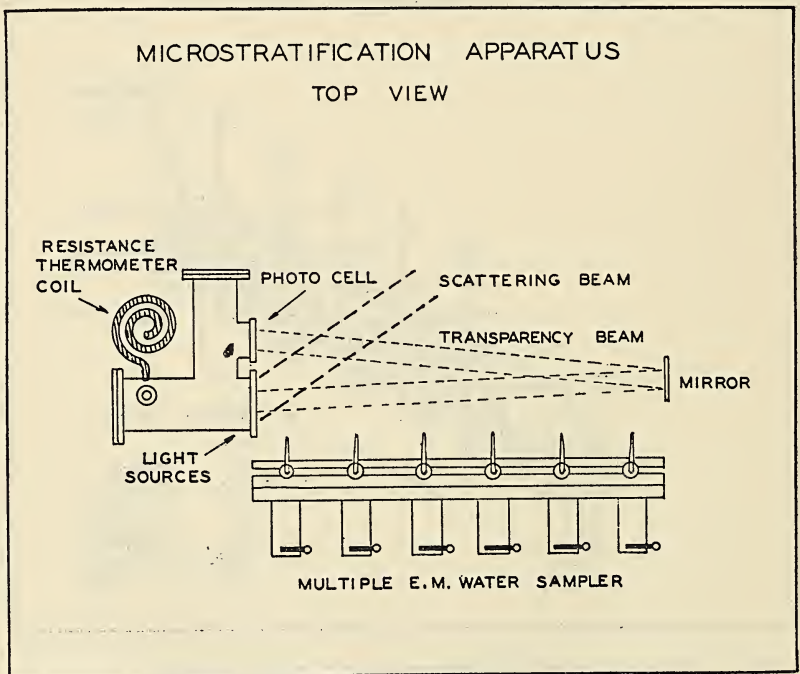 MICROSTRATIFICATION APPARATUS
TOP VIEW
RESISTANCE
THERMOMETER
COIL
PHOTO CELL
SCATTERING BEAM
TRANSPARENCY BEAM
MIRROR
LIGHT
SOURCES
MULTIPLE E.M. WATER SAMPLER